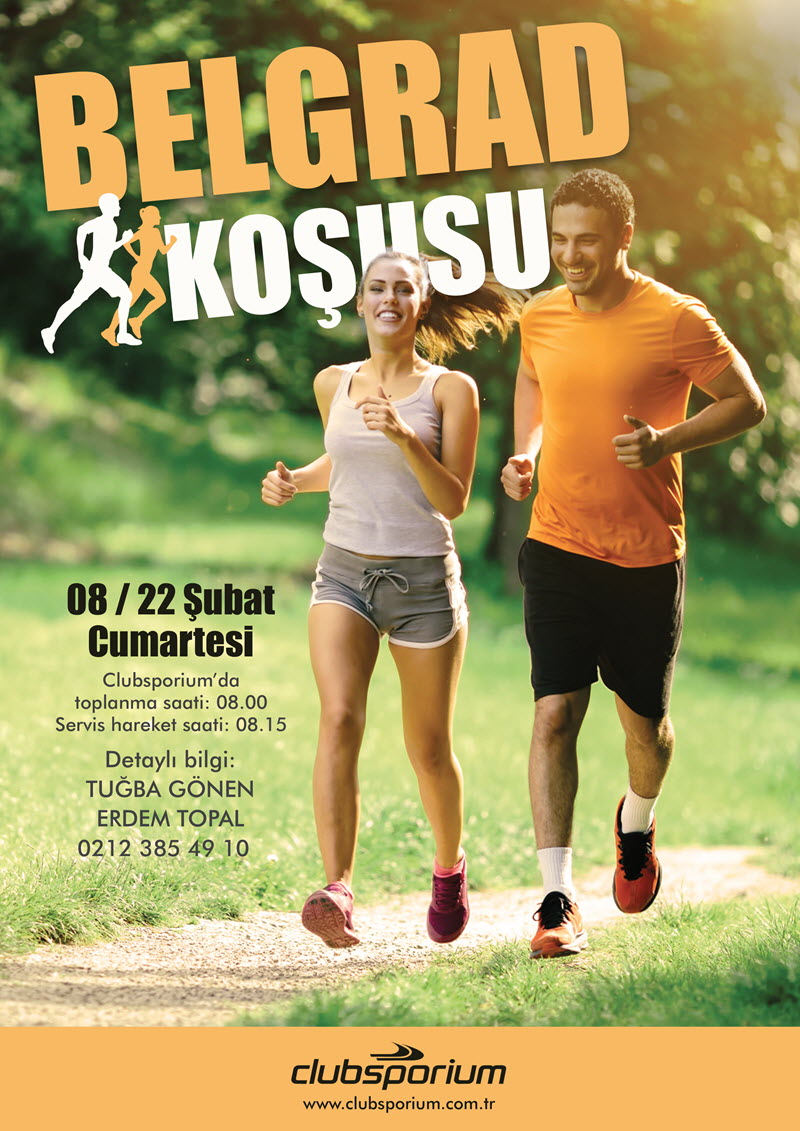 BELGRAD
KOŞUSU
08 / 22 Şubat
Cumartesi
Clubsporium’da
toplanma saati: 08.00
Servis hareket saati: 08.15
Detaylı bilgi:
TUĞBA GÖNEN
ERDEM TOPAL
0212 385 49 10
clubsporium
www.clubsporium.com.tr